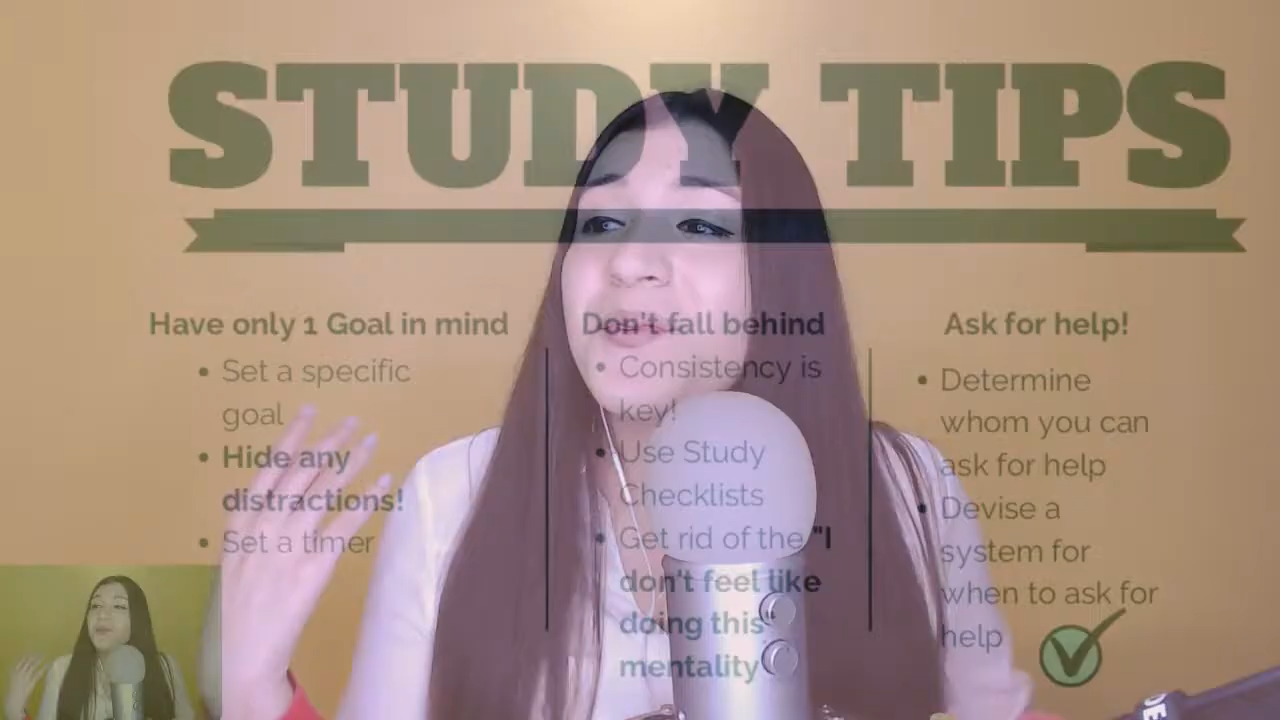 STUDY TIPS
Have only 1 Goal in mind
• Set a specific
goal
• Hide any
distractions!
• Set a timer
Don't fall behind
• Consistency is
key!
• Use Study
Checklists
• Get rid of the "I
don't feel like
doing this"
mentality
Ask for help!
• Determine
whom you can
ask for help
• Devise a
system for
when to ask for
help